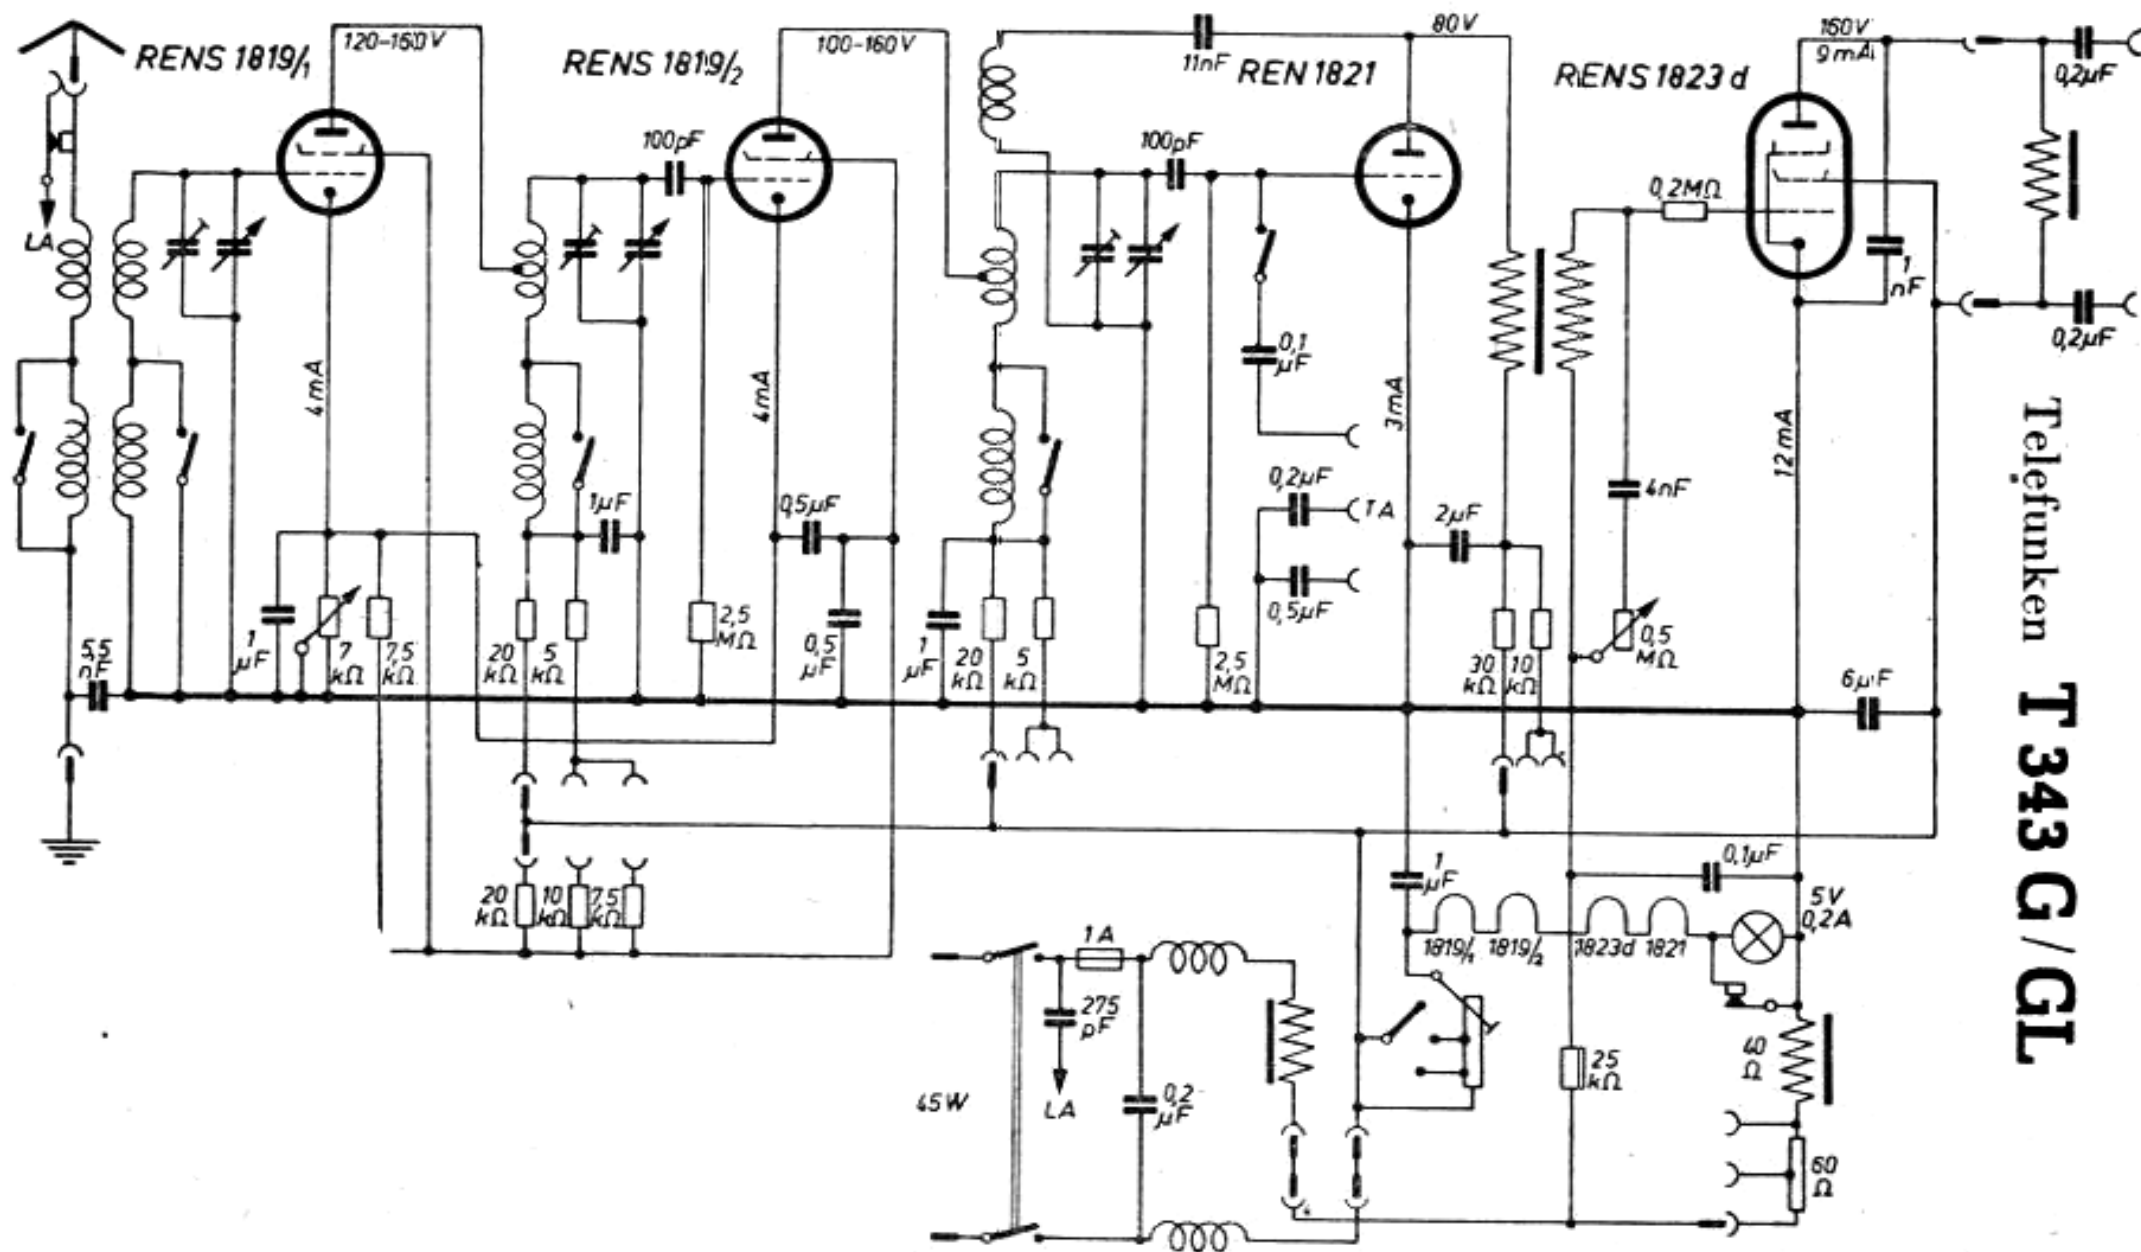 RENS 1819/1
120-160V
RENS 1819/2
100-160V
11nF
REN 1821
80V
RENS 1823 d
160V
9mA
0,2µF
100pF
100pF
0,2MΩ
LA
1
nF
0,2µF
0,1
µF
4mA
4mA
3mA
12mA
1µF
0,5µF
0,2µF
TA
2µF
4nF
0,5µF
5,5
nF
1
µF
7
kΩ
7,5
kΩ
20
kΩ
5
kΩ
2,5
MΩ
0,5
µF
1
µF
20
kΩ
5
kΩ
2,5
MΩ
30
kΩ
10
kΩ
0,5
MΩ
6µF
Telefunken T 343 G / GL
20
kΩ
10
kΩ
7,5
kΩ
1
µF
0,1µF
5V
0,2A
1819/1
1819/2
1823d
1821
1A
275
pF
LA
0,2
µF
45W
25
kΩ
40
Ω
60
Ω